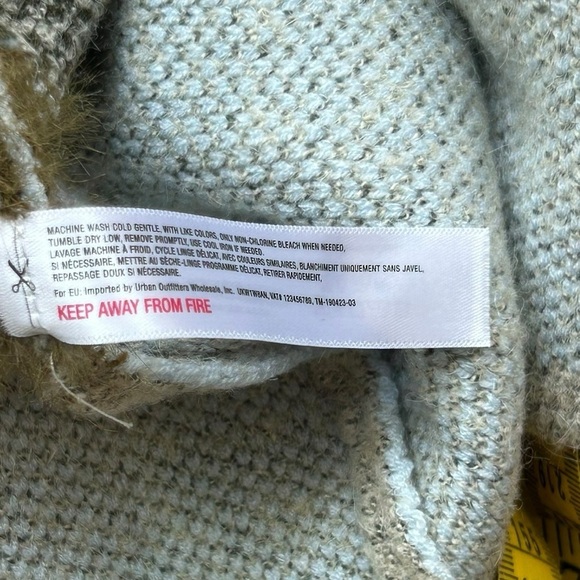 MACHINE WASH COLD GENTLE, WITH LIKE COLORS, ONLY NON-CHLORINE BLEACH WHEN NEEDED,
TUMBLE DRY LOW, REMOVE PROMPTLY, USE COOL IRON IF NEEDED.
LAVAGE MACHINE À FROID, CYCLE LINGE DÉLICAT, AVEC COULEURS SIMILAIRES, BLANCHIMENT UNIQUEMENT SANS JAVEL,
SI NÉCESSAIRE, METTRE AU SÈCHE-LINGE PROGRAMME DÉLICAT, RETIRER RAPIDEMENT,
REPASSAGE DOUX SI NÉCESSAIRE.
For EU: Imported by Urban Outfitters Wholesale, Inc. UKWTWBAN, VAT# 123456789, TM-190423-03
KEEP AWAY FROM FIRE